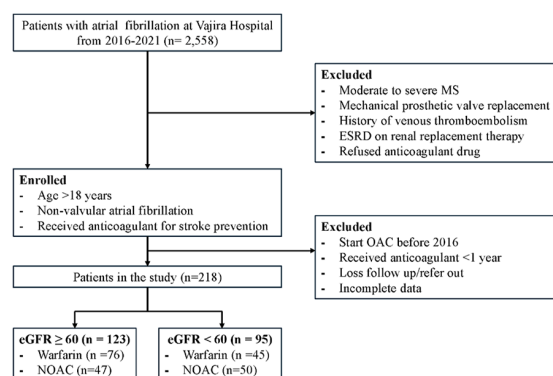 Patients with atrial fibrillation at Vajira Hospital
from 2016-2021 (n= 2,558)
Excluded
- Moderate to severe MS
- Mechanical prosthetic valve replacement
- History of venous thromboembolism
- ESRD on renal replacement therapy
- Refused anticoagulant drug
Enrolled
- Age >18 years
- Non-valvular atrial fibrillation
- Received anticoagulant for stroke prevention
Excluded
- Start OAC before 2016
- Received anticoagulant <1 year
- Loss follow up/refer out
- Incomplete data
Patients in the study (n=218)
eGFR ≥ 60 (n = 123)
- Warfarin (n =76)
- NOAC (n=47)
eGFR < 60 (n = 95)
- Warfarin (n =45)
- NOAC (n=50)